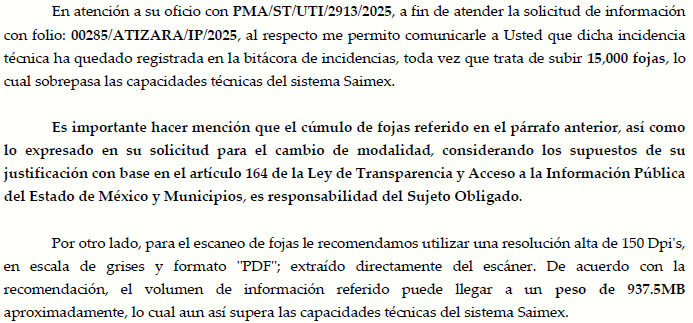 En atención a su oficio con PMA/ST/UTI/2913/2025, a fin de atender la solicitud de información
con folio: 00285/ATIZARA/IP/2025, al respecto me permito comunicarle a Usted que dicha incidencia
técnica ha quedado registrada en la bitácora de incidencias, toda vez que trata de subir 15,000 fojas, lo
cual sobrepasa las capacidades técnicas del sistema Saimex.
Es importante hacer mención que el cúmulo de fojas referido en el párrafo anterior, así como
lo expresado en su solicitud para el cambio de modalidad, considerando los supuestos de su
justificación con base en el artículo 164 de la Ley de Transparencia y Acceso a la Información Pública
del Estado de México y Municipios, es responsabilidad del Sujeto Obligado.
Por otro lado, para el escaneo de fojas le recomendamos utilizar una resolución alta de 150 Dpi's,
en escala de grises y formato "PDF"; extraído directamente del escáner. De acuerdo con la
recomendación, el volumen de información referido puede llegar a un peso de 937.5MB
aproximadamente, lo cual aun así supera las capacidades técnicas del sistema Saimex.